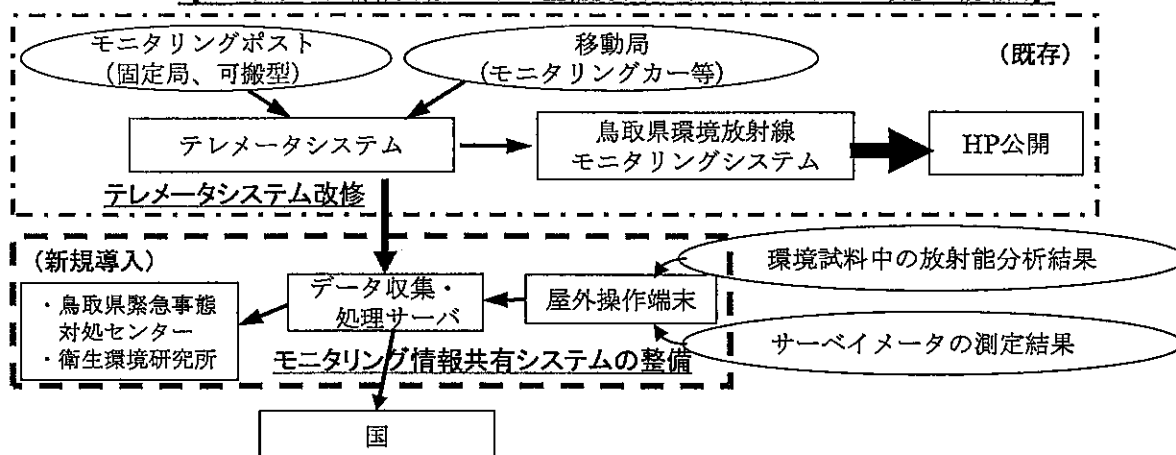 モニタリングポスト
(固定局、可搬型)
移動局
(モニタリングカー等)
(既存)
テレメータシステム
鳥取県環境放射線
モニタリングシステム
HP公開
テレメータシステム改修
(新規導入)
・鳥取県緊急事態
対処センター
・衛生環境研究所
データ収集・
処理サーバ
屋外操作端末
環境試料中の放射能分析結果
サーベイメータの測定結果
モニタリング情報共有システムの整備
国